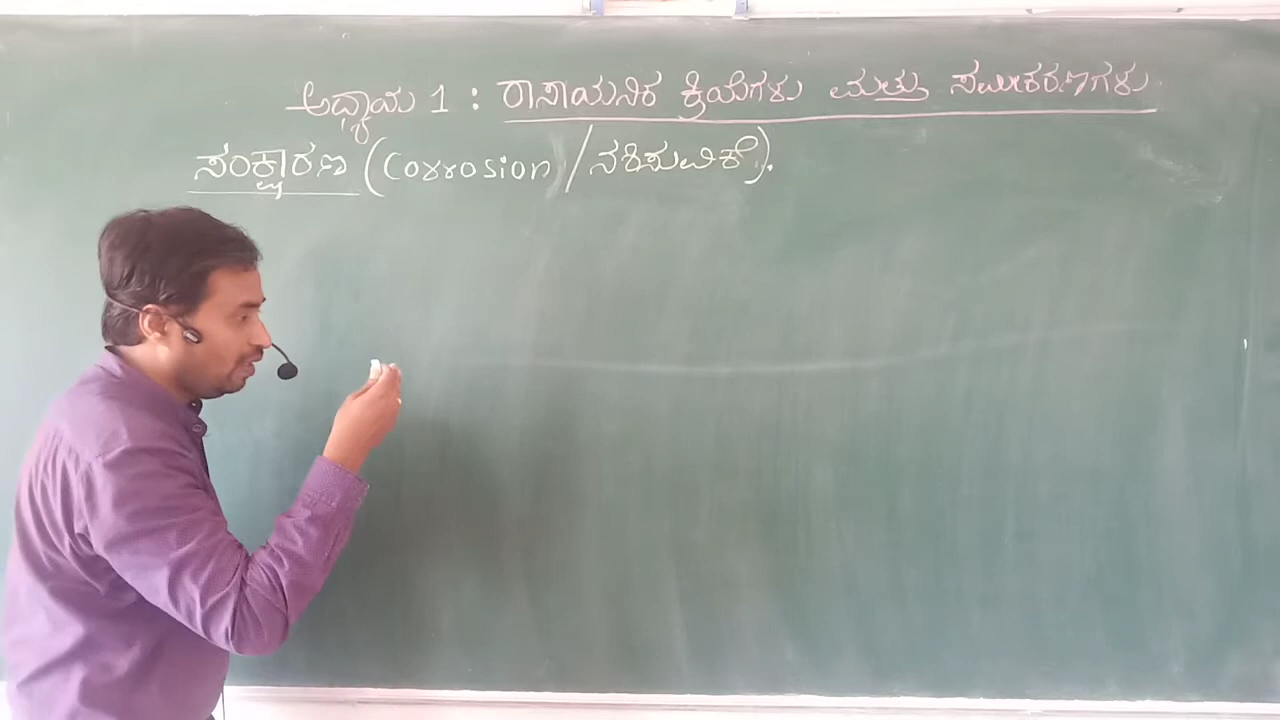 ಅಧ್ಯಾಯ 1 : ರಾಸಾಯನಿಕ ಕ್ರಿಯೆಗಳು ಮತ್ತು ಸಮೀಕರಣಗಳು
ಸಂಕ್ಷಾರಣ (Corrosion / ನಶಿಸುವಿಕೆ).